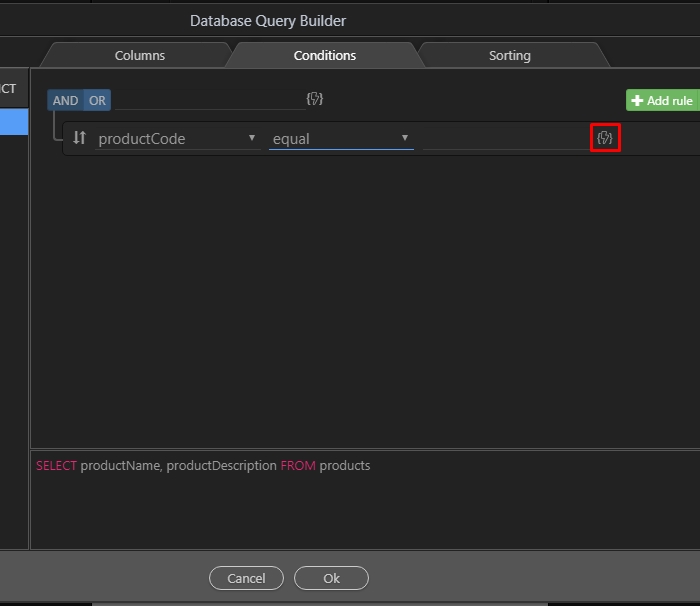 Database Query Builder
Columns Conditions Sorting
CT
AND OR Add rule
productCode equal
SELECT productName, productDescription FROM products
Cancel Ok